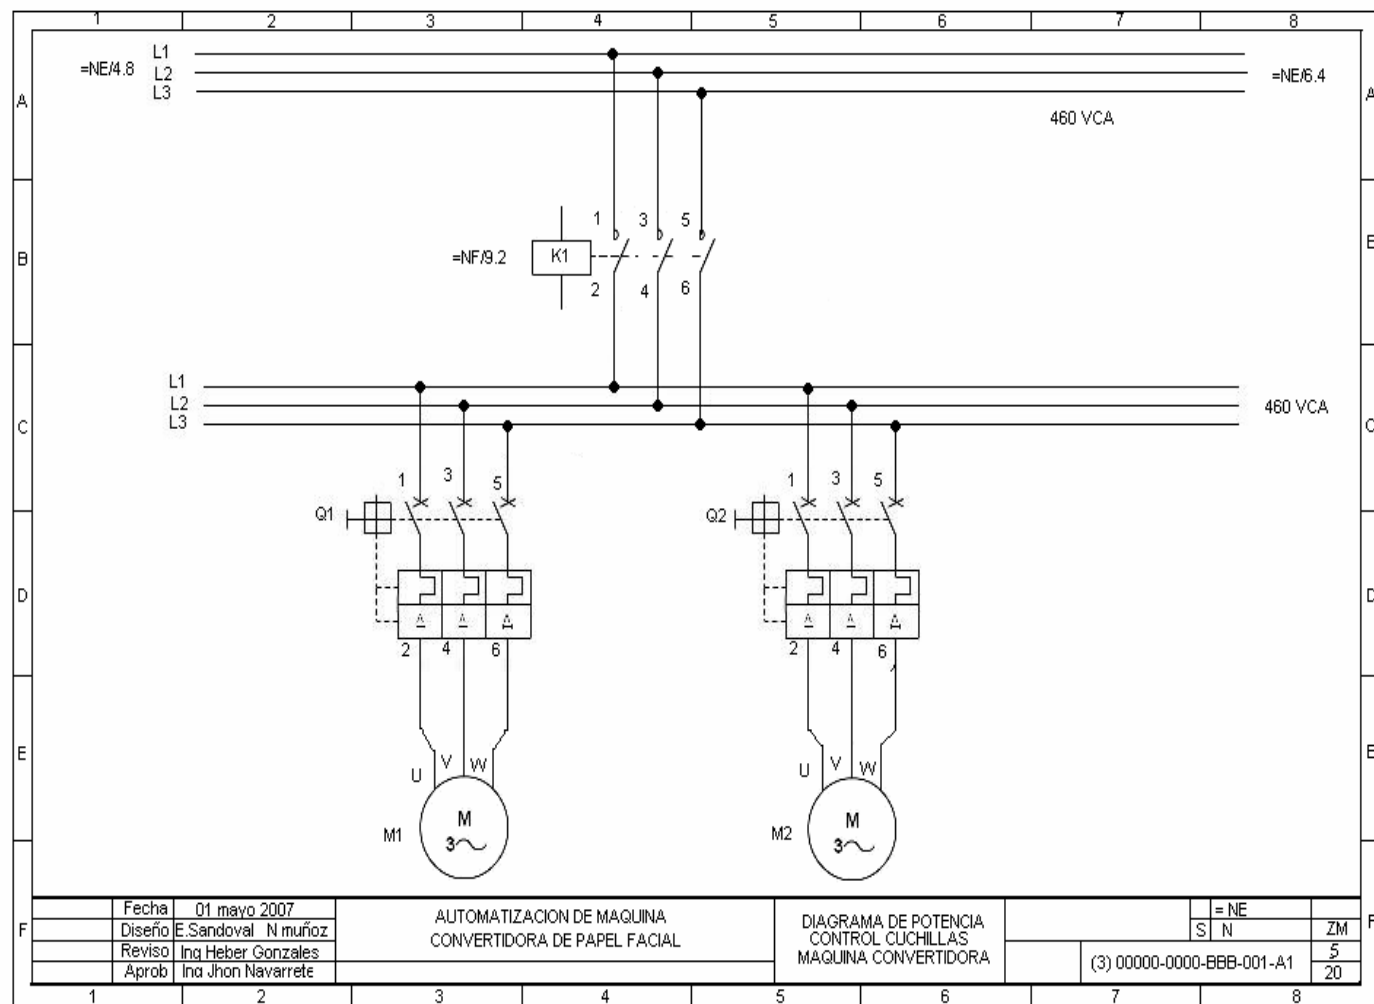 1 2 3 4 5 6 7 8
L1
=NE/4.8 L2 =NE/6.4
L3
A A
460 VCA
1 3 5
B =NF/9.2 K1 E
2 4 6
L1
L2 460 VCA
L3
C C
1 3 5 1 3 5
Q1 Q2
D D
2 4 6 2 4 6
E E
U V W U V W
M1 M 3 M2 M 3
F F
Fecha 01 mayo 2007
Diseño E.Sandoval N muñoz
Reviso Ing Heber Gonzales
Aprob Ing Jhon Navarrete
AUTOMATIZACION DE MAQUINA
CONVERTIDORA DE PAPEL FACIAL
DIAGRAMA DE POTENCIA
CONTROL CUCHILLAS
MAQUINA CONVERTIDORA
= NE
S N ZM
(3) 00000-0000-BBB-001-A1 5
20
1 2 3 4 5 6 7 8